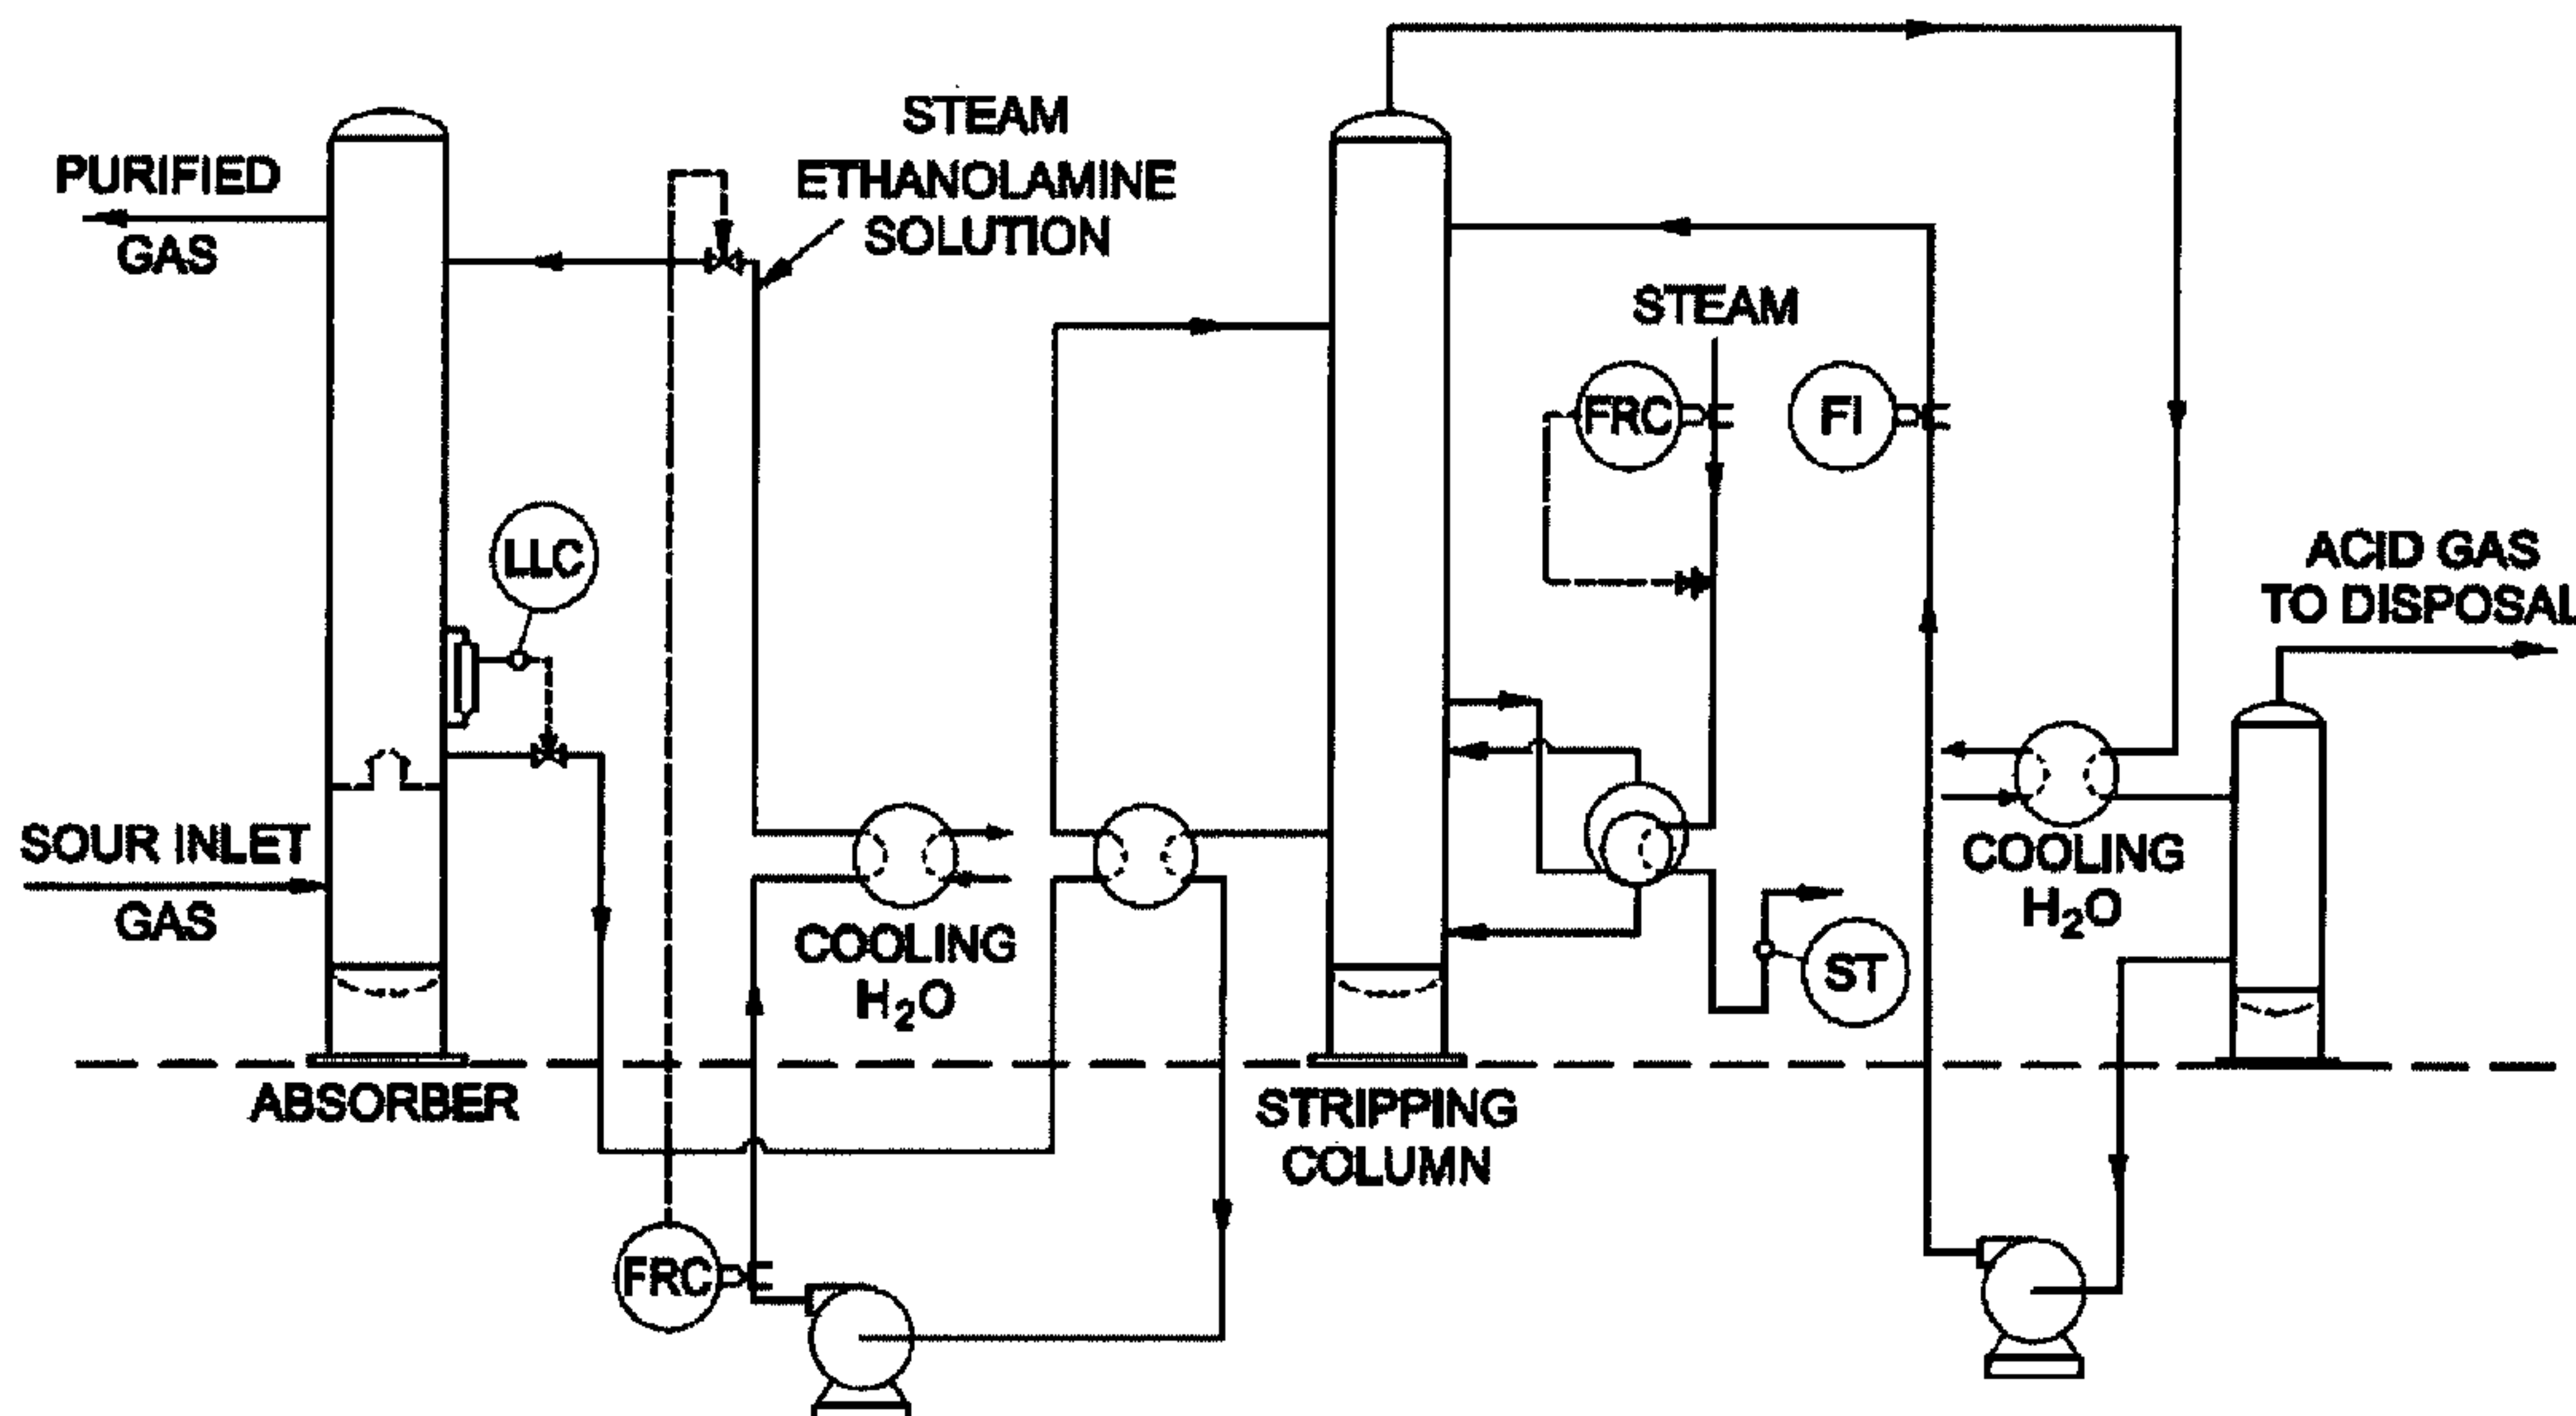 STEAM
ETHANOLAMINE
SOLUTION
PURIFIED
GAS
STEAM
FRC
FI
LLC
ACID GAS
TO DISPOSAL
SOUR INLET
GAS
COOLING
H₂O
COOLING
H₂O
ST
ABSORBER
STRIPPING
COLUMN
FRC